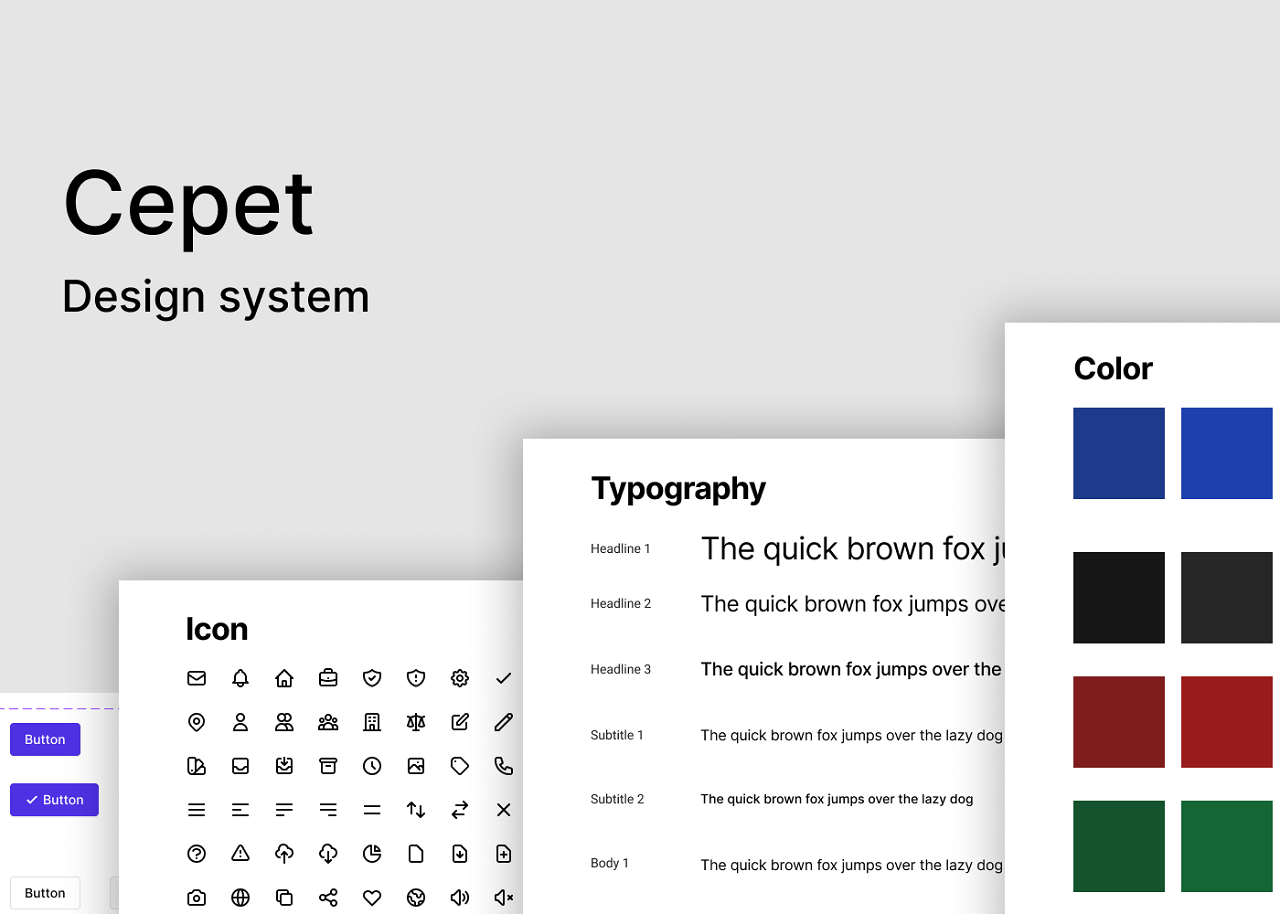 Cepet
Design system
Color
Typography
Headline 1
The quick brown fox ju
Headline 2
The quick brown fox jumps ove
Headline 3
The quick brown fox jumps over the
Subtitle 1
The quick brown fox jumps over the lazy dog
Subtitle 2
The quick brown fox jumps over the lazy dog
Body 1
The quick brown fox jumps over the lazy dog
Icon
Button
Button
Button